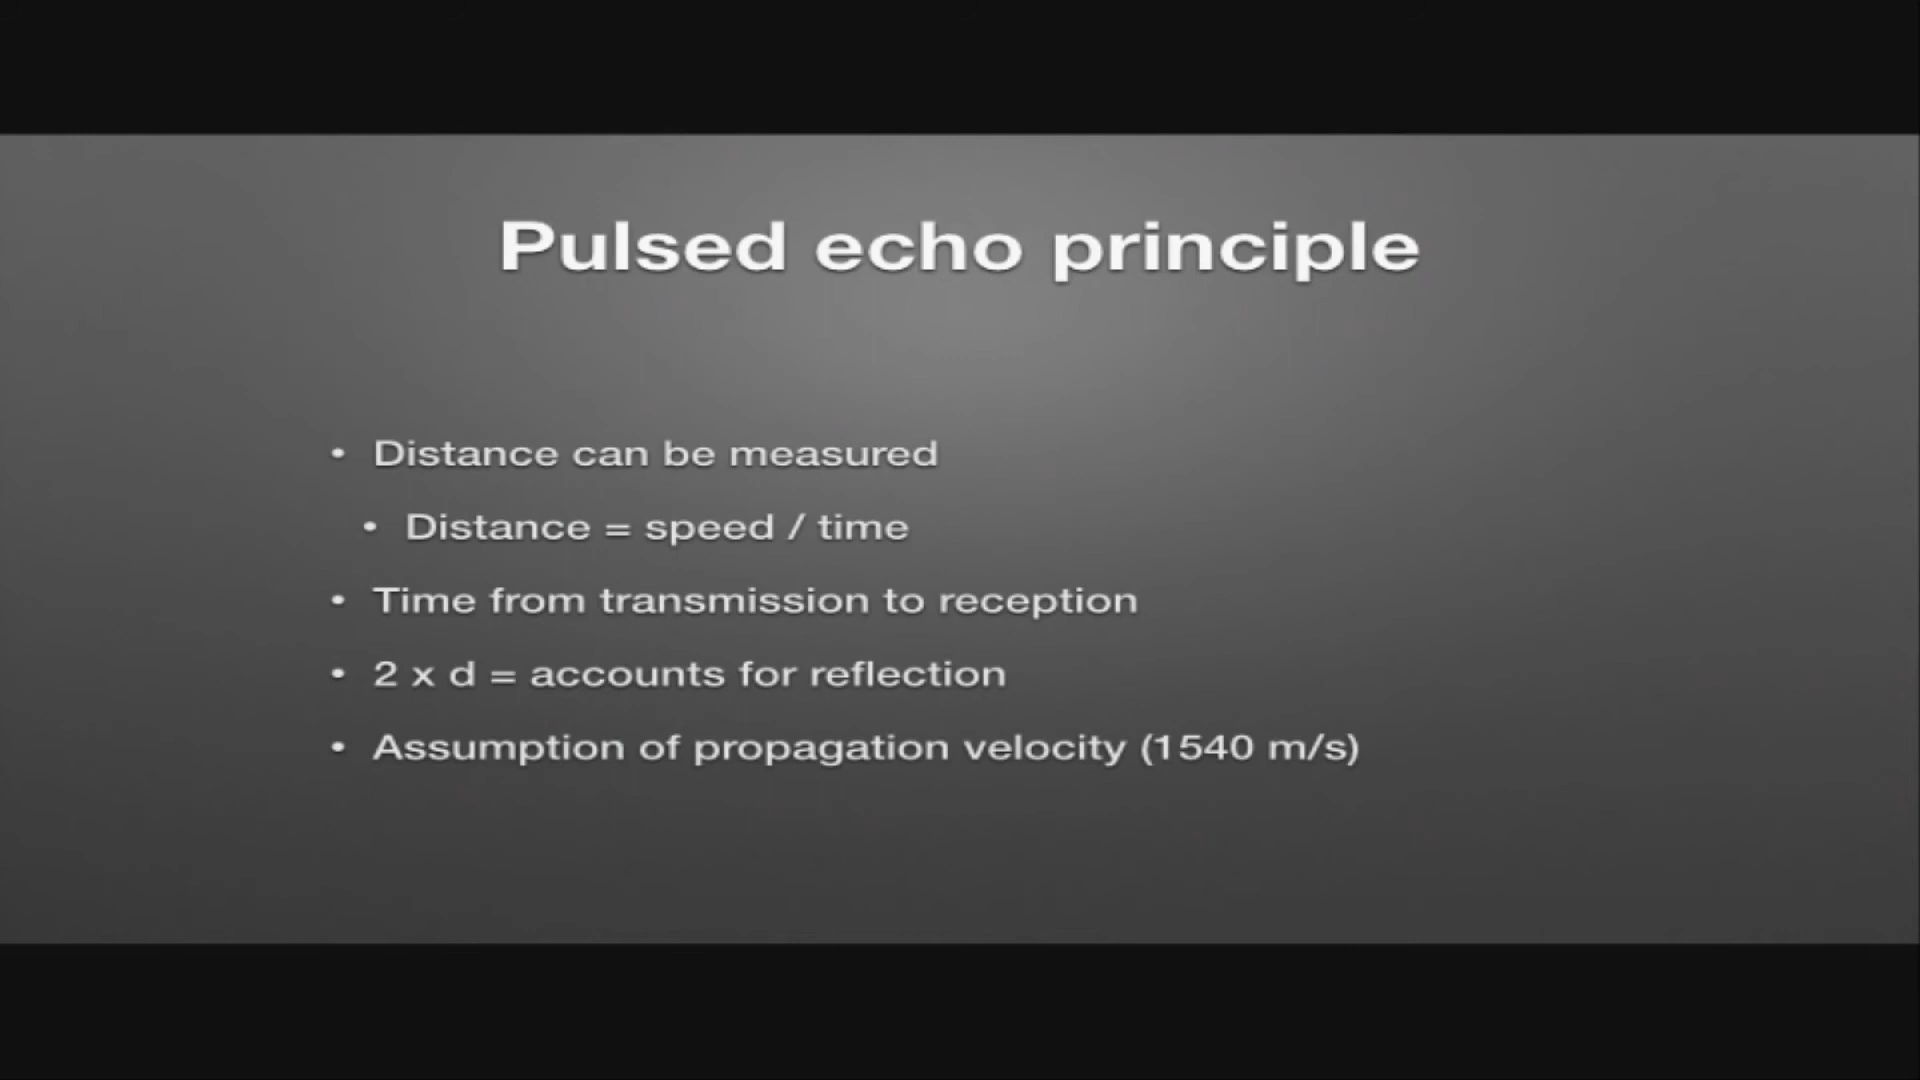 Pulsed echo principle
• Distance can be measured
• Distance = speed / time
• Time from transmission to reception
• 2 x d = accounts for reflection
• Assumption of propagation velocity (1540 m/s)